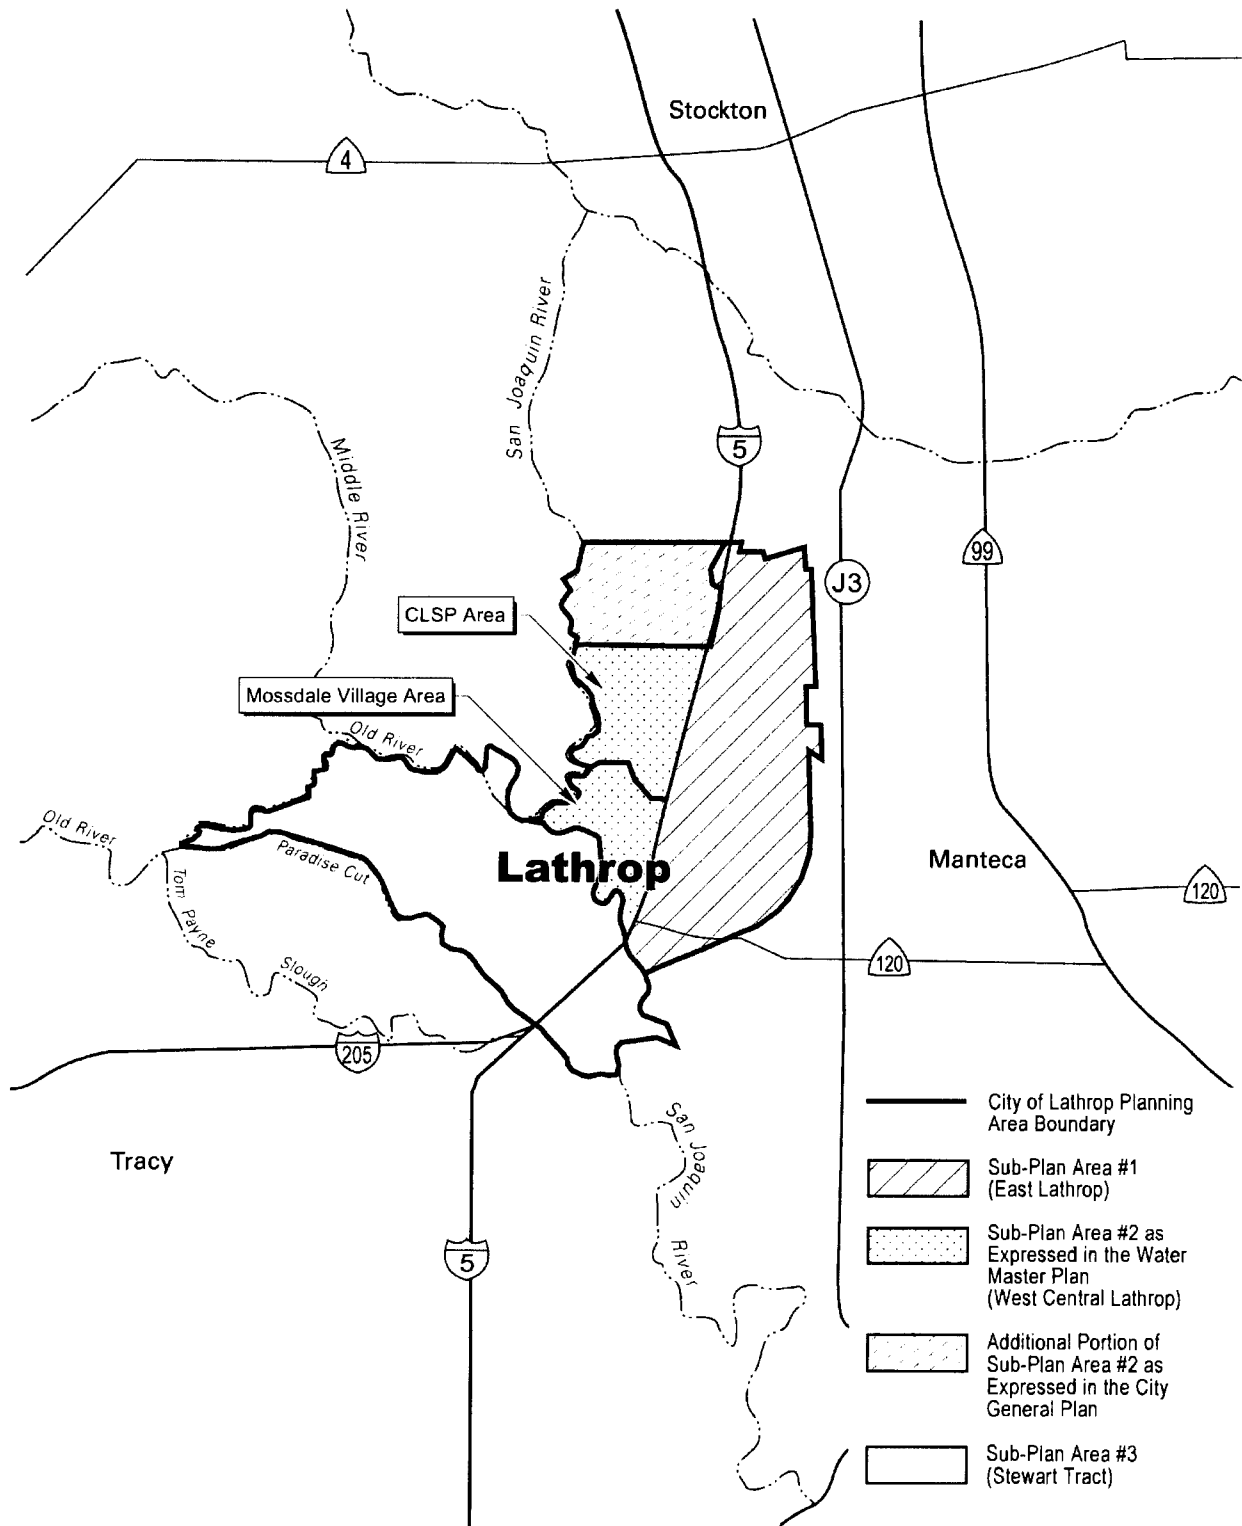 Stockton
4
San Joaquin River
Middle River
5
99
J3
CLSP Area
Mossdale Village Area
Old River
Old River
Paradise Cut
Lathrop
Manteca
120
Tom Payne
Slough
120
205
San Joaquin
River
Tracy
5
City of Lathrop Planning
Area Boundary
Sub-Plan Area #1
(East Lathrop)
Sub-Plan Area #2 as
Expressed in the Water
Master Plan
(West Central Lathrop)
Additional Portion of
Sub-Plan Area #2 as
Expressed in the City
General Plan
Sub-Plan Area #3
(Stewart Tract)